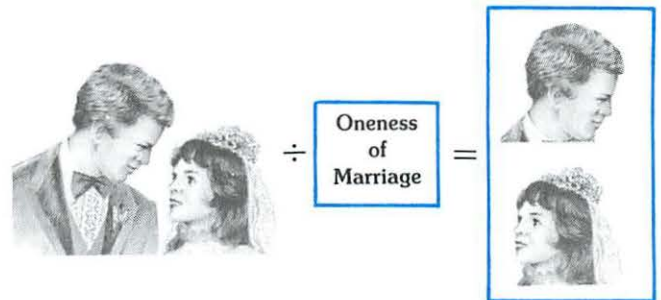 ÷ Oneness =
of
Marriage